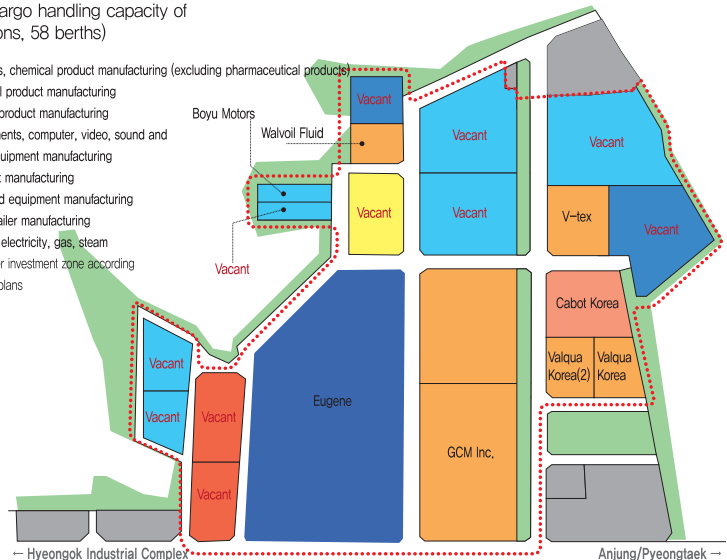 argo handling capacity of
ons, 58 berths)
s, chemical product manufacturing (excluding pharmaceutical products)
l product manufacturing
product manufacturing
nents, computer, video, sound and
quipment manufacturing
t manufacturing
d equipment manufacturing
ailer manufacturing
electricity, gas, steam
er investment zone according
plans
Boyu Motors
Walvoil Fluid
Vacant
Vacant
Vacant
Vacant
Vacant
Vacant
V-tex
Vacant
Vacant
Cabot Korea
Valqua
Korea(2)
Valqua
Korea
Vacant
Vacant
Vacant
Vacant
Eugene
GCM Inc.
← Hyeongok Industrial Complex
Anjung/Pyeongtaek →